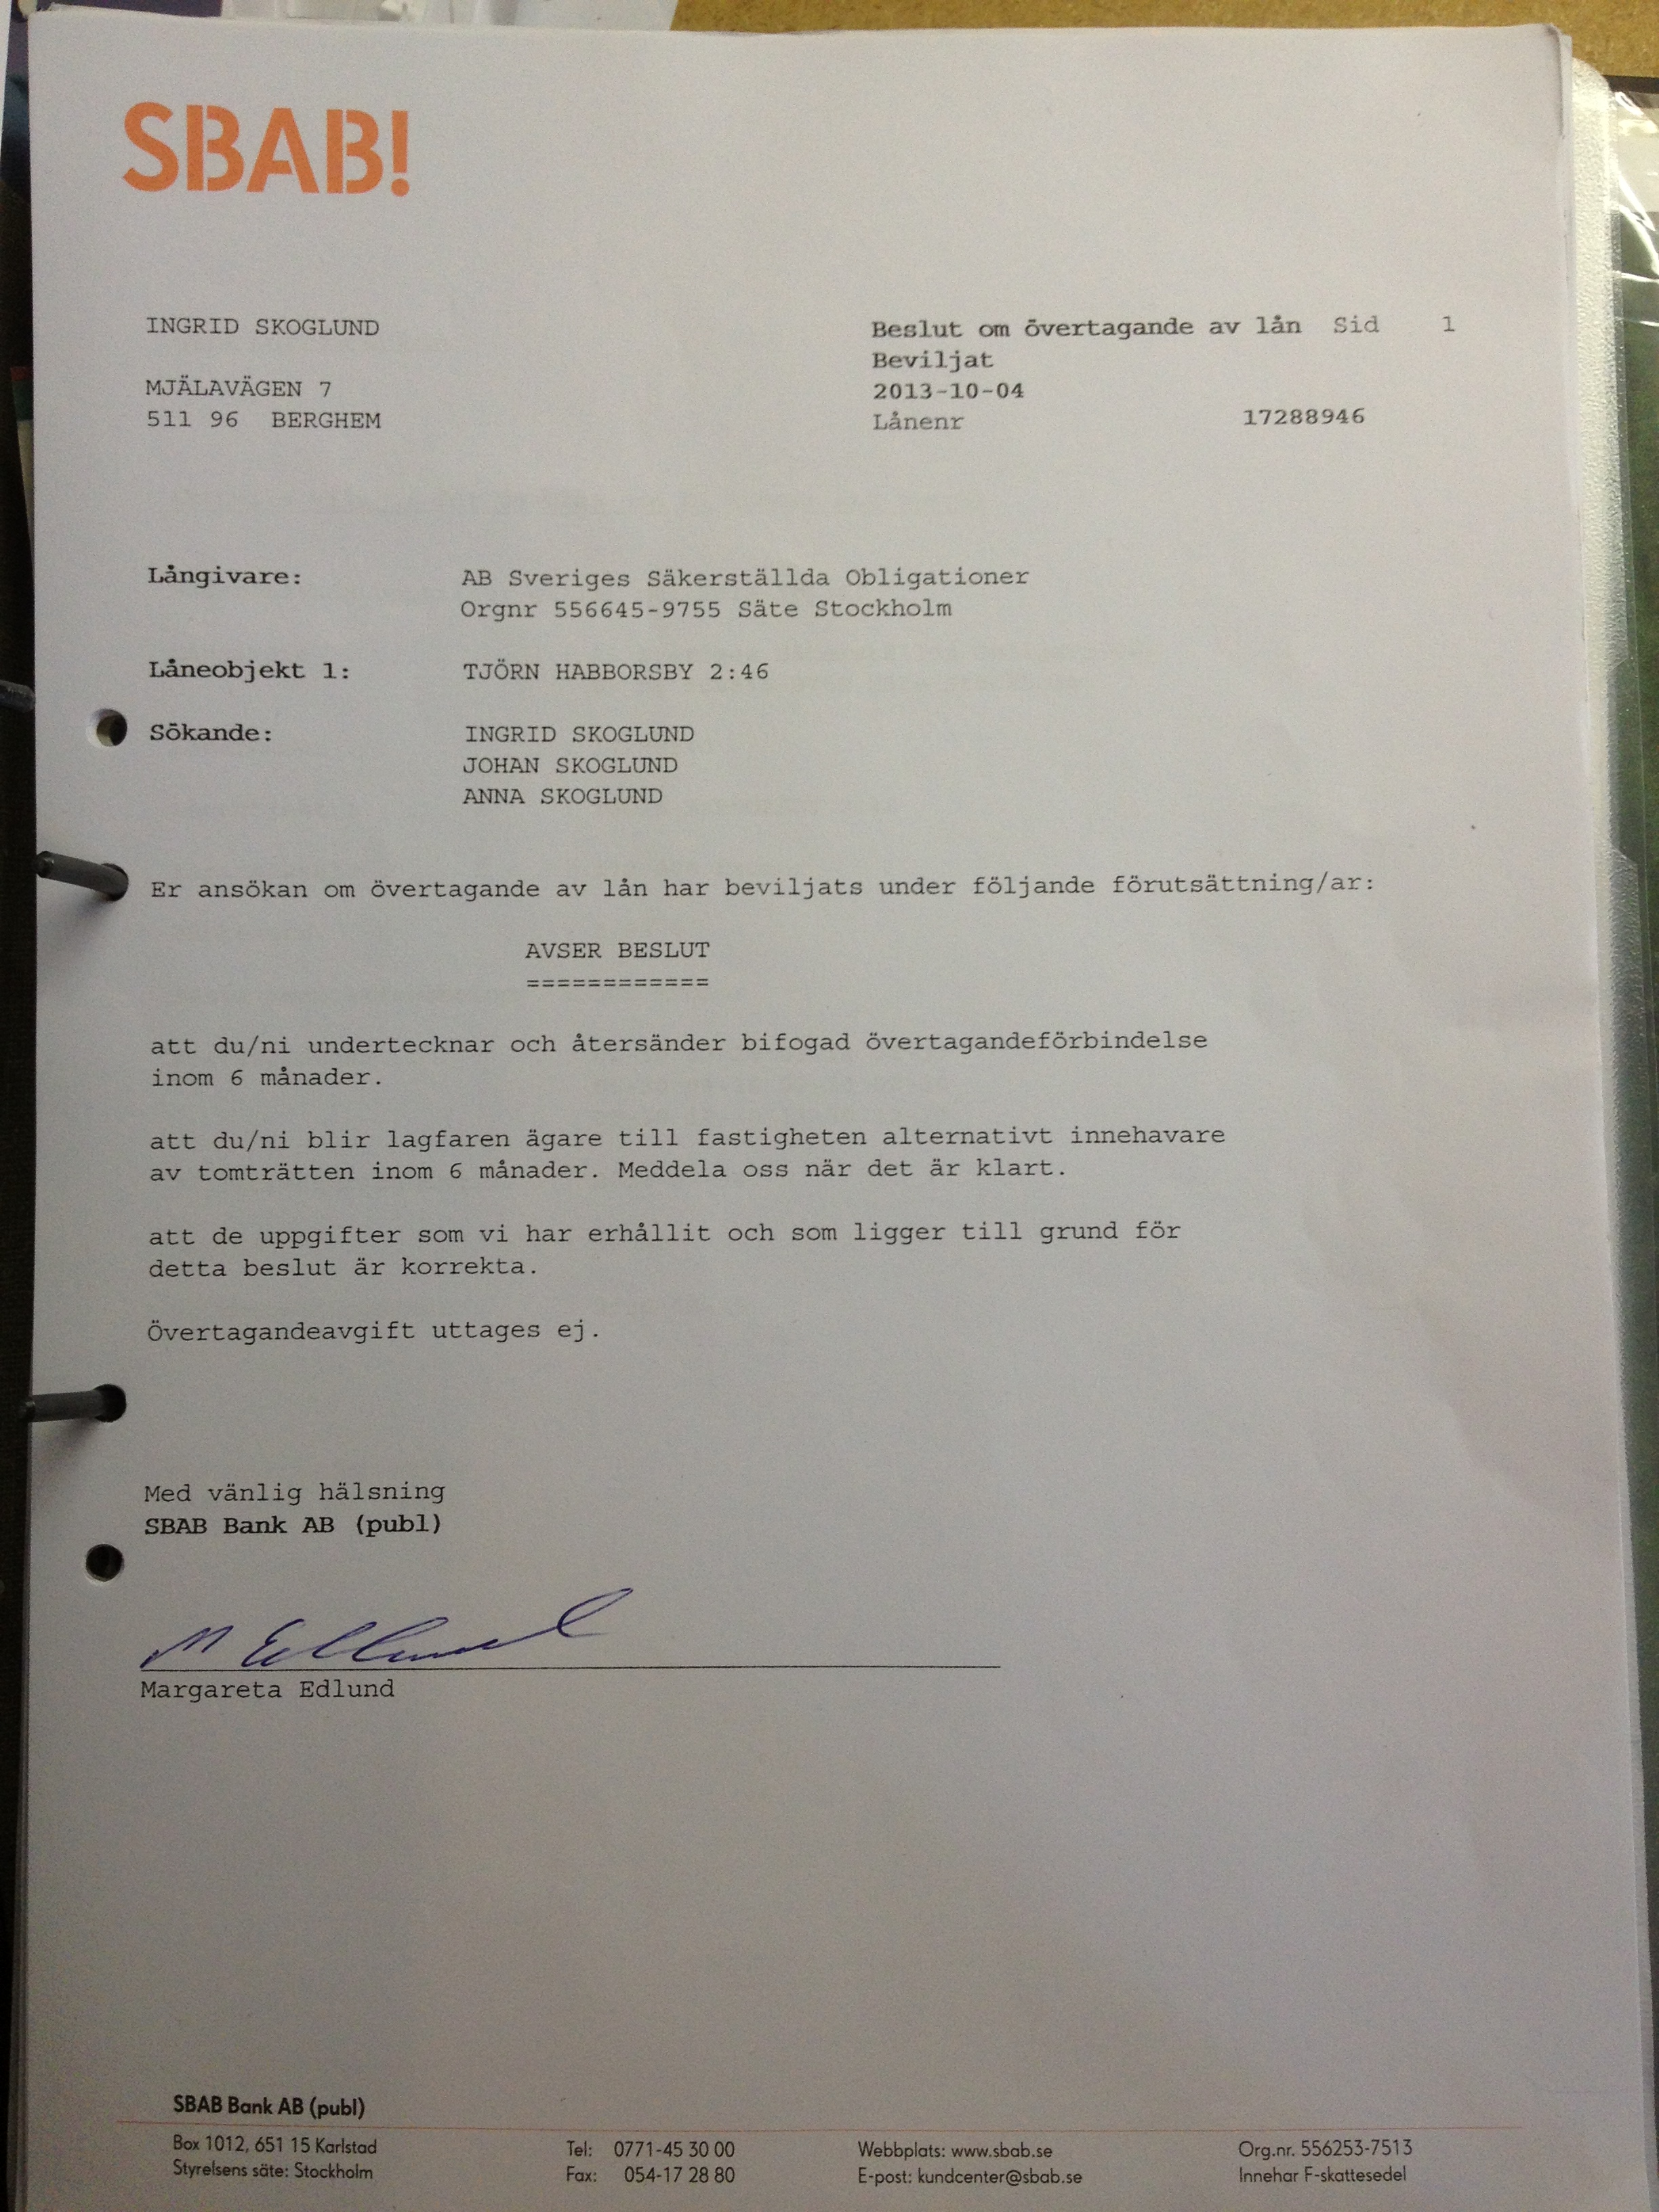 SBAB!
INGRID SKOGLUND
MJÄLAVÄGEN 7
511 96 BERGHEM
Beslut om övertagande av lån Sid 1
Beviljat
2013-10-04
Lånenr 17288946
Långivare: AB Sveriges Säkerställda Obligationer
Orgnr 556645-9755 Säte Stockholm
Låneobjekt 1: TJÖRN HABBORSBY 2:46
Sökande: INGRID SKOGLUND
JOHAN SKOGLUND
ANNA SKOGLUND
Er ansökan om övertagande av lån har beviljats under följande förutsättning/ar:
AVSER BESLUT
============
att du/ni undertecknar och återsänder bifogad övertagandeförbindelse
inom 6 månader.
att du/ni blir lagfaren ägare till fastigheten alternativt innehavare
av tomträtten inom 6 månader. Meddela oss när det är klart.
att de uppgifter som vi har erhållit och som ligger till grund för
detta beslut är korrekta.
Övertagandeavgift uttages ej.
Med vänlig hälsning
SBAB Bank AB (publ)
M Edlund
Margareta Edlund
SBAB Bank AB (publ)
Box 1012, 651 15 Karlstad
Styrelsens säte: Stockholm
Tel: 0771-45 30 00
Fax: 054-17 28 80
Webbplats: www.sbab.se
E-post: kundcenter@sbab.se
Org.nr. 556253-7513
Innehar F-skattesedel